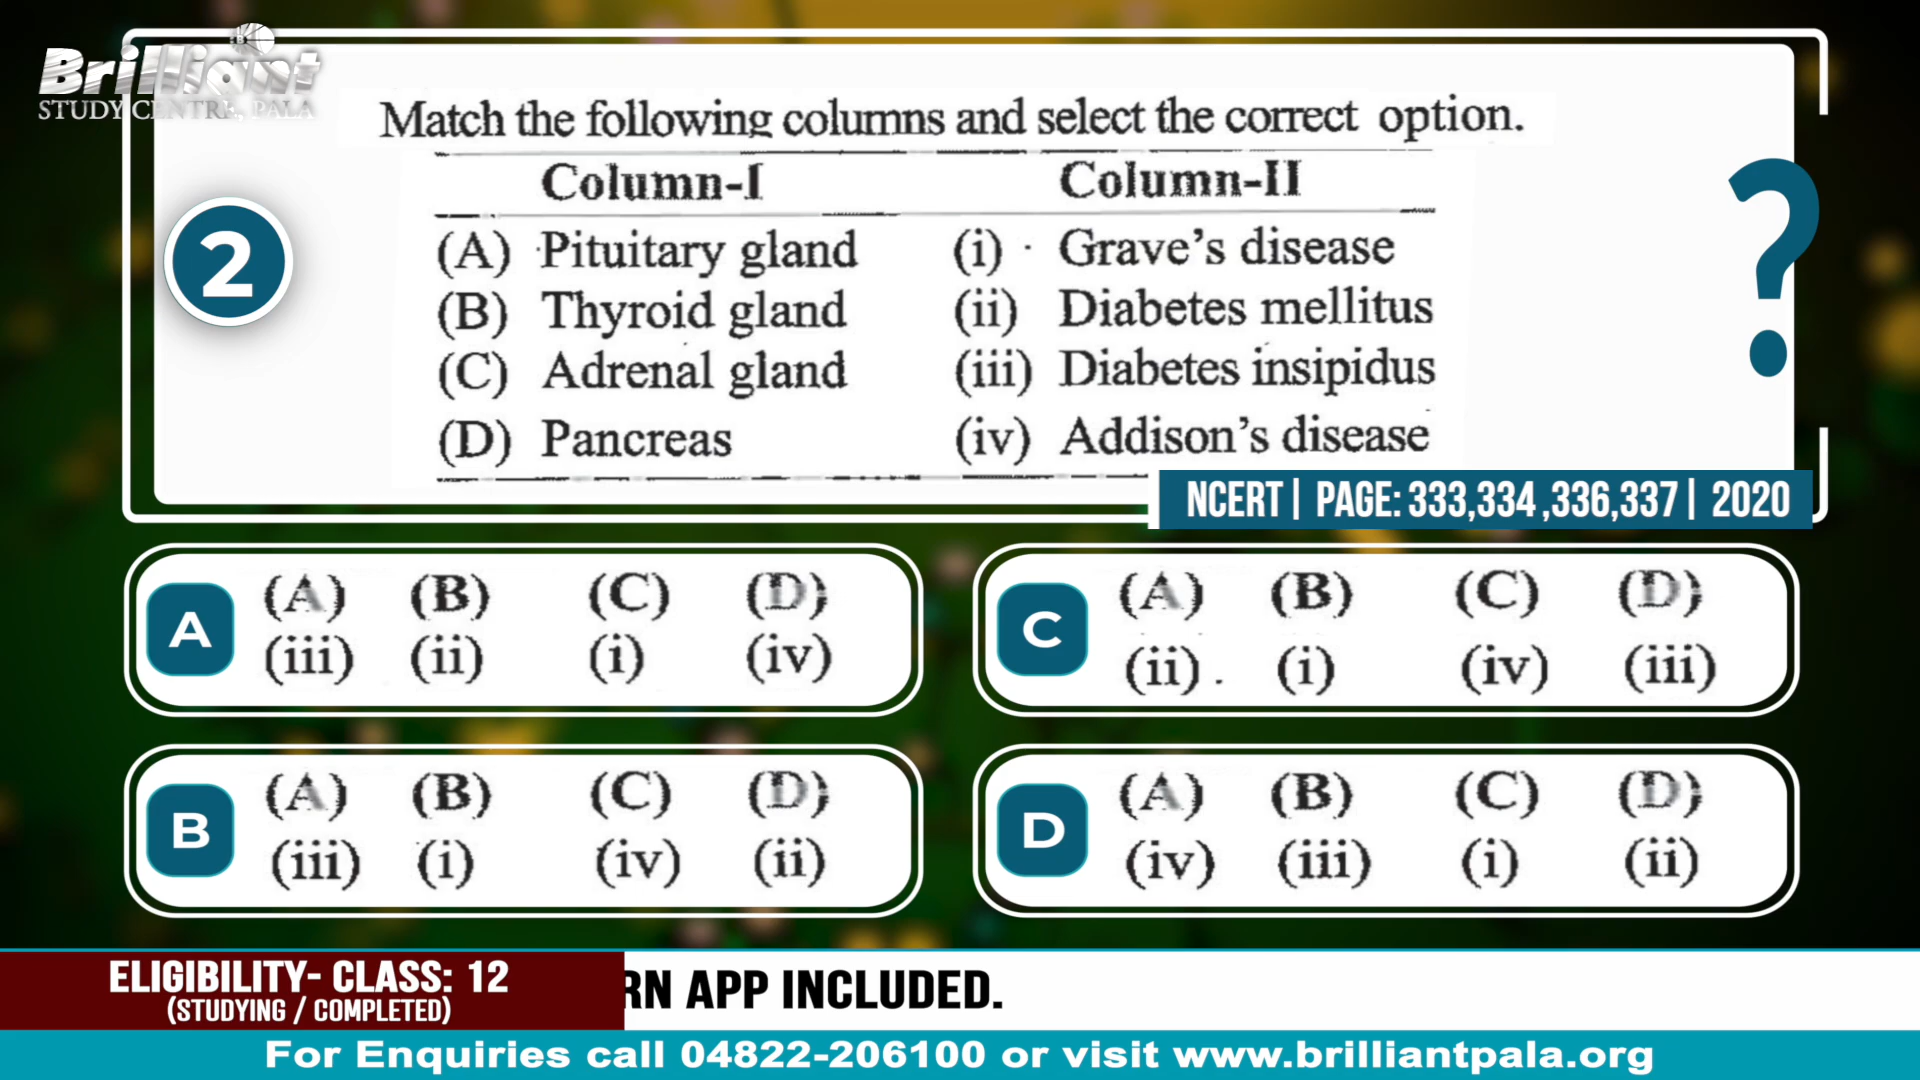 Brilliant
STUDY CENTRE, PALA
Match the following columns and select the correct option.
Column-I Column-II
2
(A) Pituitary gland (i) Grave's disease
(B) Thyroid gland (ii) Diabetes mellitus
(C) Adrenal gland (iii) Diabetes insipidus
(D) Pancreas (iv) Addison's disease
?
NCERT | PAGE: 333,334 ,336,337 | 2020
A
(A) (B) (C) (D)
(iii) (ii) (i) (iv)
C
(A) (B) (C) (D)
(ii) . (i) (iv) (iii)
B
(A) (B) (C) (D)
(iii) (i) (iv) (ii)
D
(A) (B) (C) (D)
(iv) (iii) (i) (ii)
ELIGIBILITY- CLASS: 12
(STUDYING / COMPLETED)
RN APP INCLUDED.
For Enquiries call 04822-206100 or visit www.brilliantpala.org